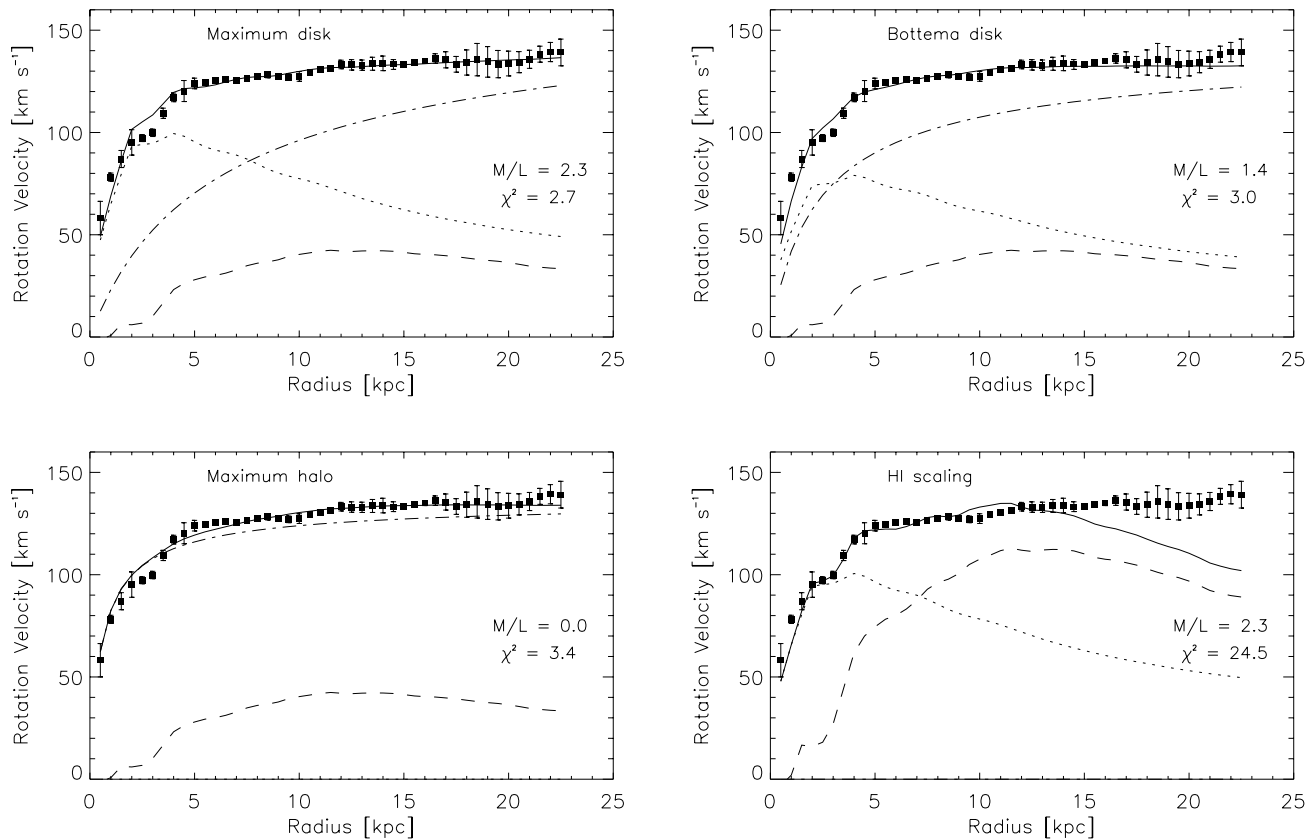 Maximum disk
Rotation Velocity [km s⁻¹]
150
100
50
0
M/L = 2.3
χ² = 2.7
0 5 10 15 20 25
Radius [kpc]
Bottema disk
Rotation Velocity [km s⁻¹]
150
100
50
0
M/L = 1.4
χ² = 3.0
0 5 10 15 20 25
Radius [kpc]
Maximum halo
Rotation Velocity [km s⁻¹]
150
100
50
0
M/L = 0.0
χ² = 3.4
0 5 10 15 20 25
Radius [kpc]
HI scaling
Rotation Velocity [km s⁻¹]
150
100
50
0
M/L = 2.3
χ² = 24.5
0 5 10 15 20 25
Radius [kpc]